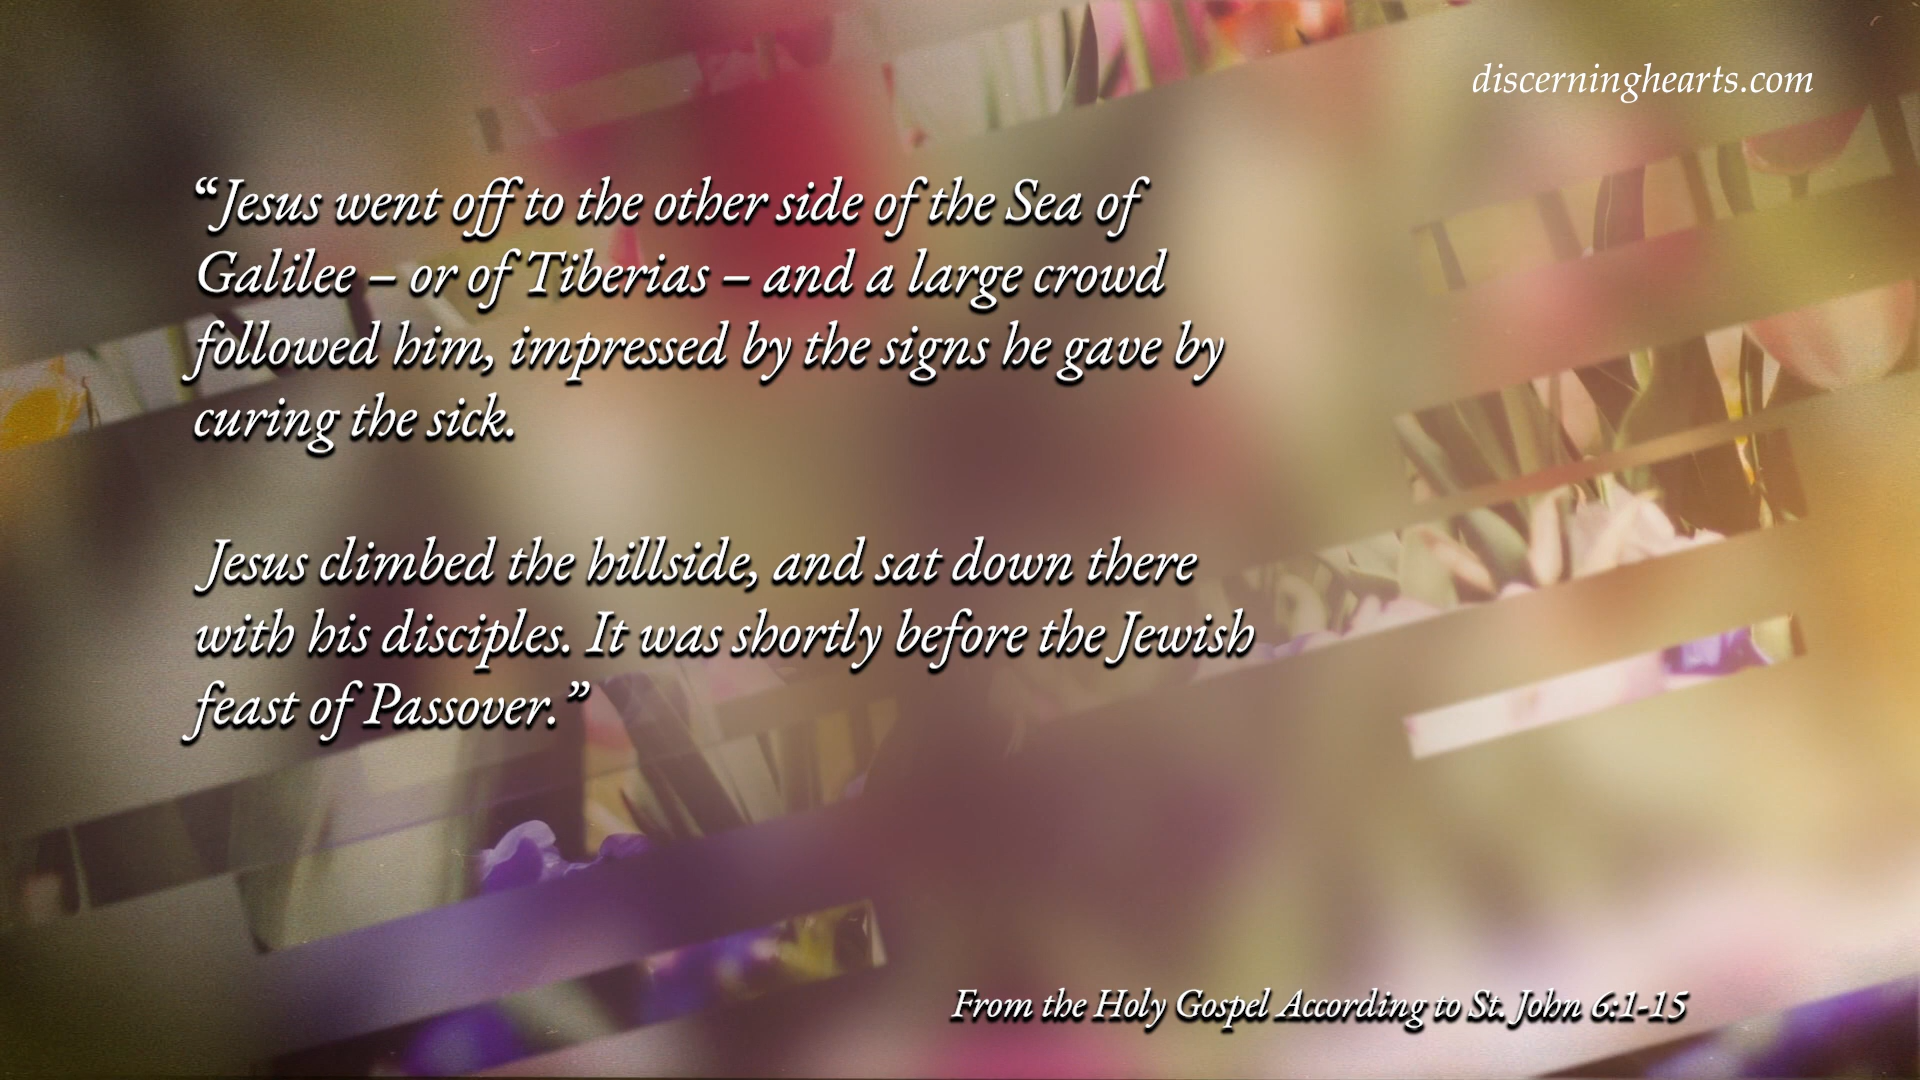 discerninghearts.com
“Jesus went off to the other side of the Sea of
Galilee – or of Tiberias – and a large crowd
followed him, impressed by the signs he gave by
curing the sick.
Jesus climbed the hillside, and sat down there
with his disciples. It was shortly before the Jewish
feast of Passover.”
From the Holy Gospel According to St. John 6:1-15